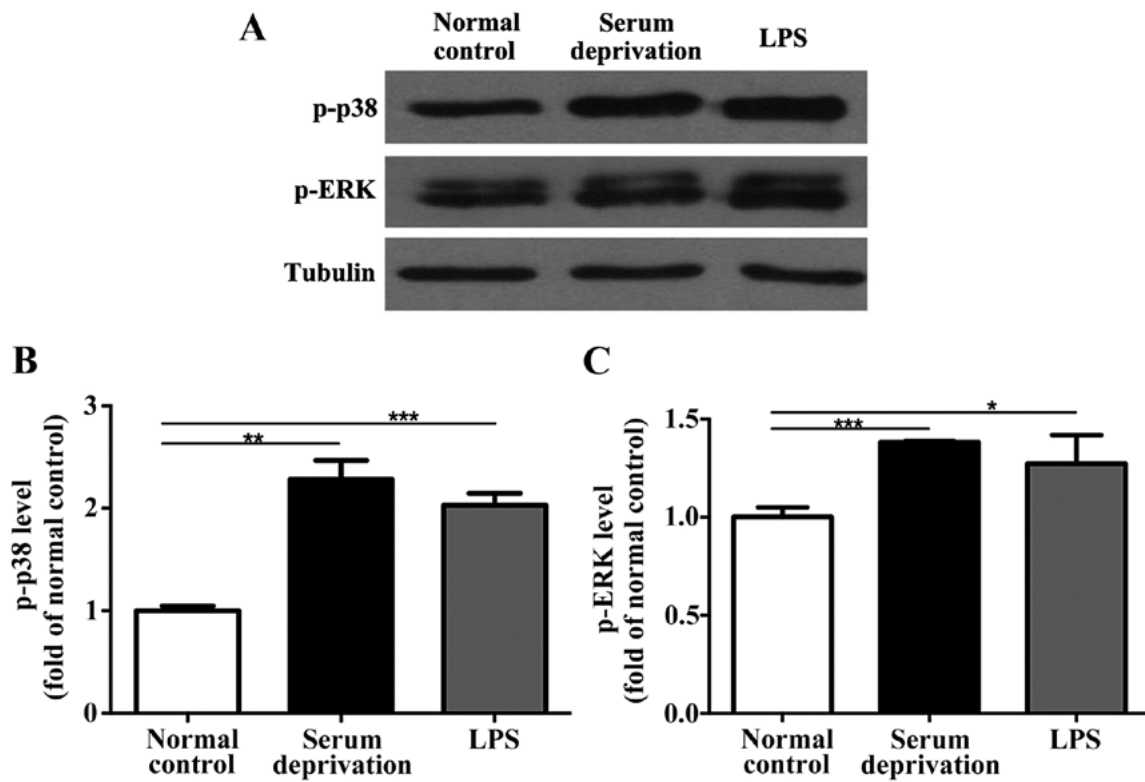 A
Normal control
Serum deprivation
LPS
p-p38
p-ERK
Tubulin
B
p-p38 level
(fold of normal control)
3
2
1
0
**
***
Normal control
Serum deprivation
LPS
C
p-ERK level
(fold of normal control)
1.5
1.0
0.5
0.0
***
*
Normal control
Serum deprivation
LPS